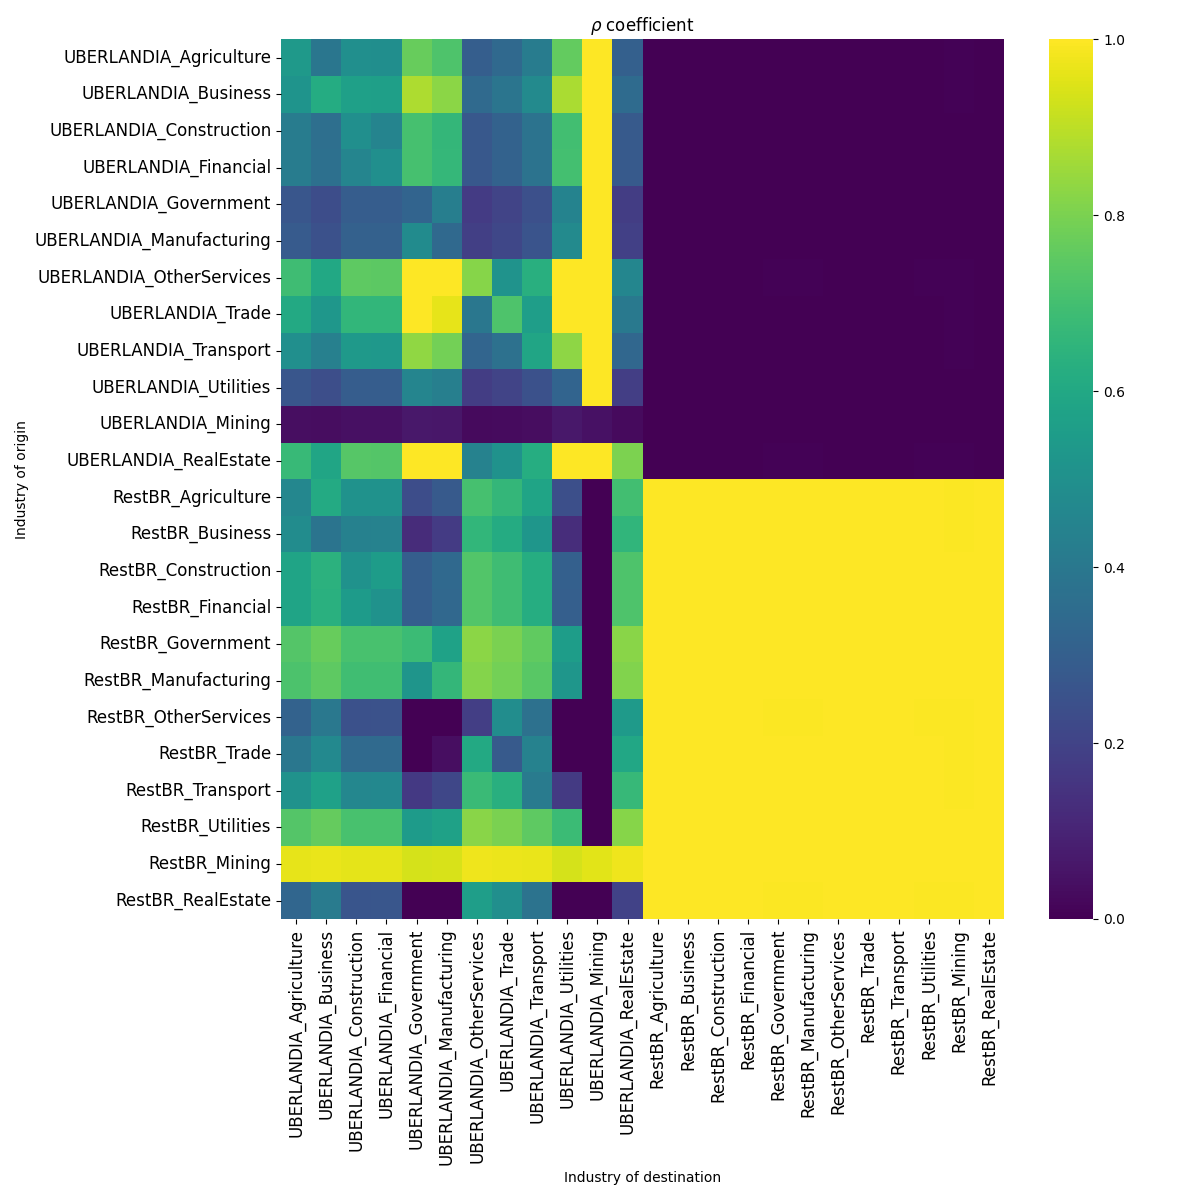 ρ coefficient
UBERLANDIA_Agriculture
UBERLANDIA_Business
UBERLANDIA_Construction
UBERLANDIA_Financial
UBERLANDIA_Government
UBERLANDIA_Manufacturing
UBERLANDIA_OtherServices
UBERLANDIA_Trade
UBERLANDIA_Transport
UBERLANDIA_Utilities
UBERLANDIA_Mining
UBERLANDIA_RealEstate
RestBR_Agriculture
RestBR_Business
RestBR_Construction
RestBR_Financial
RestBR_Government
RestBR_Manufacturing
RestBR_OtherServices
RestBR_Trade
RestBR_Transport
RestBR_Utilities
RestBR_Mining
RestBR_RealEstate
Industry of origin
UBERLANDIA_Agriculture
UBERLANDIA_Business
UBERLANDIA_Construction
UBERLANDIA_Financial
UBERLANDIA_Government
UBERLANDIA_Manufacturing
UBERLANDIA_OtherServices
UBERLANDIA_Trade
UBERLANDIA_Transport
UBERLANDIA_Utilities
UBERLANDIA_Mining
UBERLANDIA_RealEstate
RestBR_Agriculture
RestBR_Business
RestBR_Construction
RestBR_Financial
RestBR_Government
RestBR_Manufacturing
RestBR_OtherServices
RestBR_Trade
RestBR_Transport
RestBR_Utilities
RestBR_Mining
RestBR_RealEstate
Industry of destination
1.0
0.8
0.6
0.4
0.2
0.0